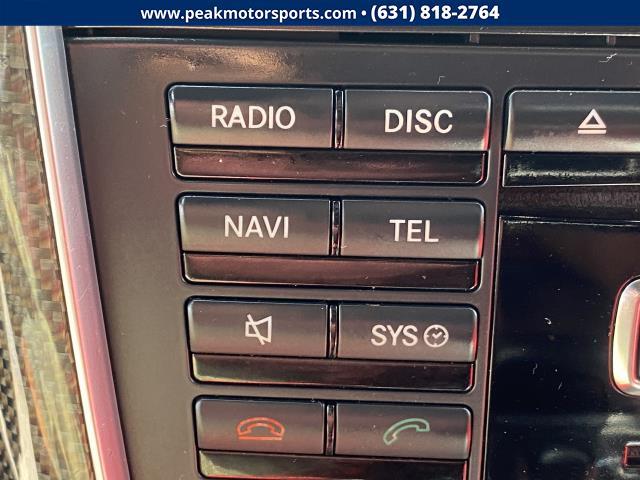 www.peakmotorsports.com • (631) 818-2764
RADIO DISC
NAVI TEL
SYS